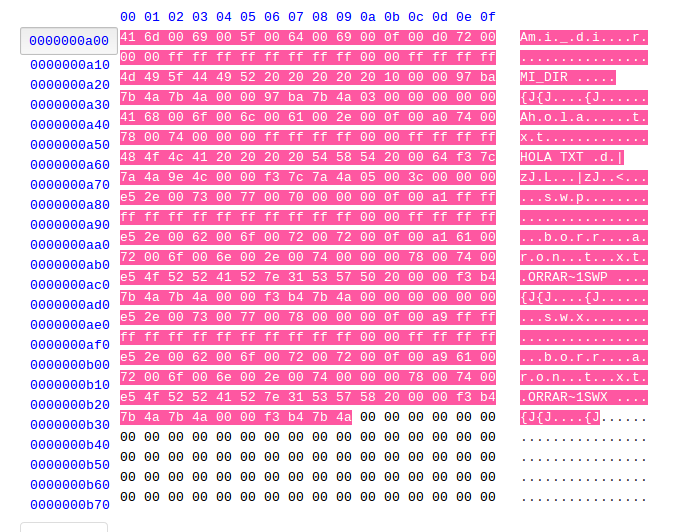 00 01 02 03 04 05 06 07 08 09 0a 0b 0c 0d 0e 0f
0000000a00 41 6d 00 69 00 5f 00 64 00 69 00 0f 00 d0 72 00 Am.i._.d.i....r.
0000000a10 00 00 ff ff ff ff ff ff ff ff 00 00 ff ff ff ff ................
0000000a20 4d 49 5f 44 49 52 20 20 20 20 20 10 00 00 97 ba MI_DIR .....
0000000a30 7b 4a 7b 4a 00 00 97 ba 7b 4a 03 00 00 00 00 00 {J{J....{J......
0000000a40 41 68 00 6f 00 6c 00 61 00 2e 00 0f 00 a0 74 00 Ah.o.l.a......t.
0000000a50 78 00 74 00 00 00 ff ff ff ff 00 00 ff ff ff ff x.t.............
0000000a60 48 4f 4c 41 20 20 20 20 54 58 54 20 00 64 f3 7c HOLA TXT .d.|
0000000a70 7a 4a 9e 4c 00 00 f3 7c 7a 4a 05 00 3c 00 00 00 zJ.L...|zJ..<...
0000000a80 e5 2e 00 73 00 77 00 70 00 00 00 0f 00 a1 ff ff ...s.w.p........
0000000a90 ff ff ff ff ff ff ff ff ff ff 00 00 ff ff ff ff ................
0000000aa0 e5 2e 00 62 00 6f 00 72 00 72 00 0f 00 a1 61 00 ...b.o.r.r....a.
0000000ab0 72 00 6f 00 6e 00 2e 00 74 00 00 00 78 00 74 00 r.o.n...t...x.t.
0000000ac0 e5 4f 52 52 41 52 7e 31 53 57 50 20 00 00 f3 b4 .ORRAR~1SWP ....
0000000ad0 7b 4a 7b 4a 00 00 f3 b4 7b 4a 00 00 00 00 00 00 {J{J....{J......
0000000ae0 e5 2e 00 73 00 77 00 78 00 00 00 0f 00 a9 ff ff ...s.w.x........
0000000af0 ff ff ff ff ff ff ff ff ff ff 00 00 ff ff ff ff ................
0000000b00 e5 2e 00 62 00 6f 00 72 00 72 00 0f 00 a9 61 00 ...b.o.r.r....a.
0000000b10 72 00 6f 00 6e 00 2e 00 74 00 00 00 78 00 74 00 r.o.n...t...x.t.
0000000b20 e5 4f 52 52 41 52 7e 31 53 57 58 20 00 00 f3 b4 .ORRAR~1SWX ....
0000000b30 7b 4a 7b 4a 00 00 f3 b4 7b 4a 00 00 00 00 00 00 {J{J....{J......
0000000b40 00 00 00 00 00 00 00 00 00 00 00 00 00 00 00 00 ................
0000000b50 00 00 00 00 00 00 00 00 00 00 00 00 00 00 00 00 ................
0000000b60 00 00 00 00 00 00 00 00 00 00 00 00 00 00 00 00 ................
0000000b70 00 00 00 00 00 00 00 00 00 00 00 00 00 00 00 00 ................